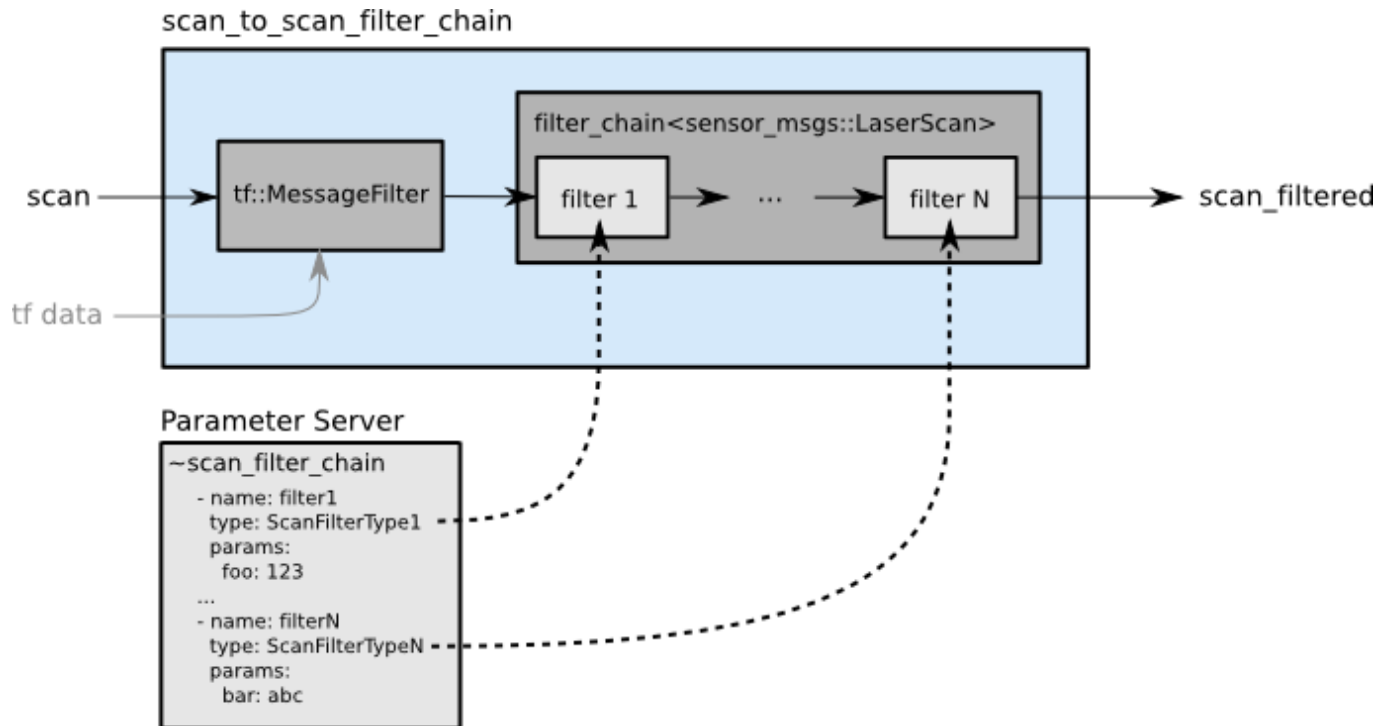 scan_to_scan_filter_chain
filter_chain<sensor_msgs::LaserScan>
scan
tf::MessageFilter
filter 1
...
filter N
scan_filtered
tf data
Parameter Server
~scan_filter_chain
- name: filter1
type: ScanFilterType1
params:
foo: 123
...
- name: filterN
type: ScanFilterTypeN
params:
bar: abc